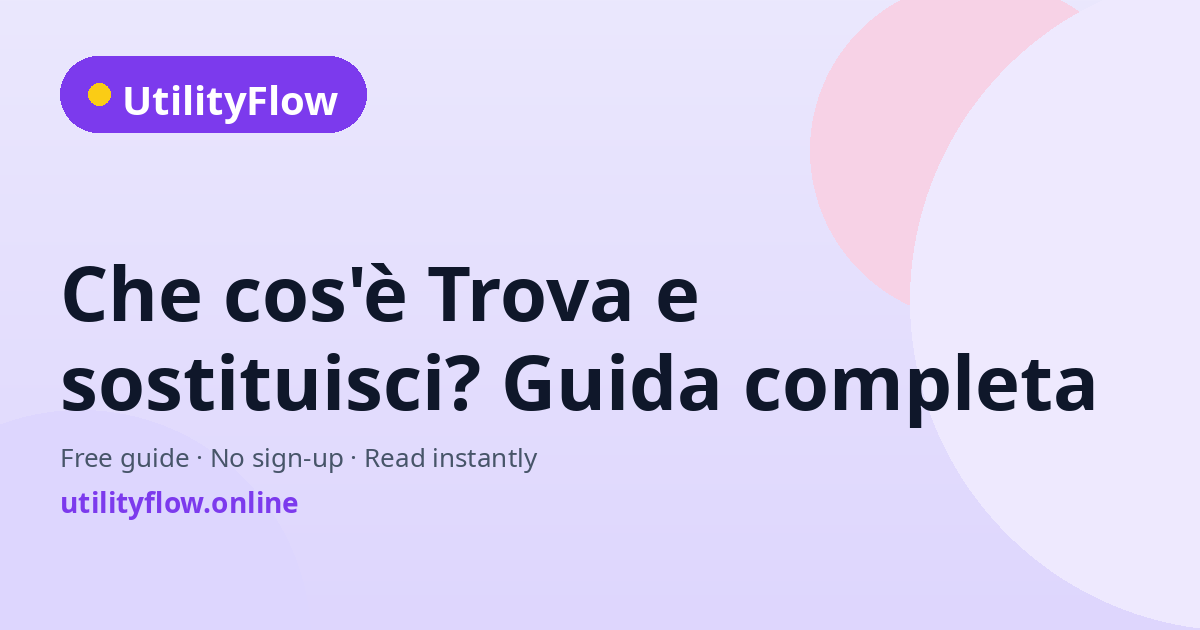 UtilityFlow
Che cos'è Trova e
sostituisci? Guida completa
Free guide · No sign-up · Read instantly
utilityflow.online